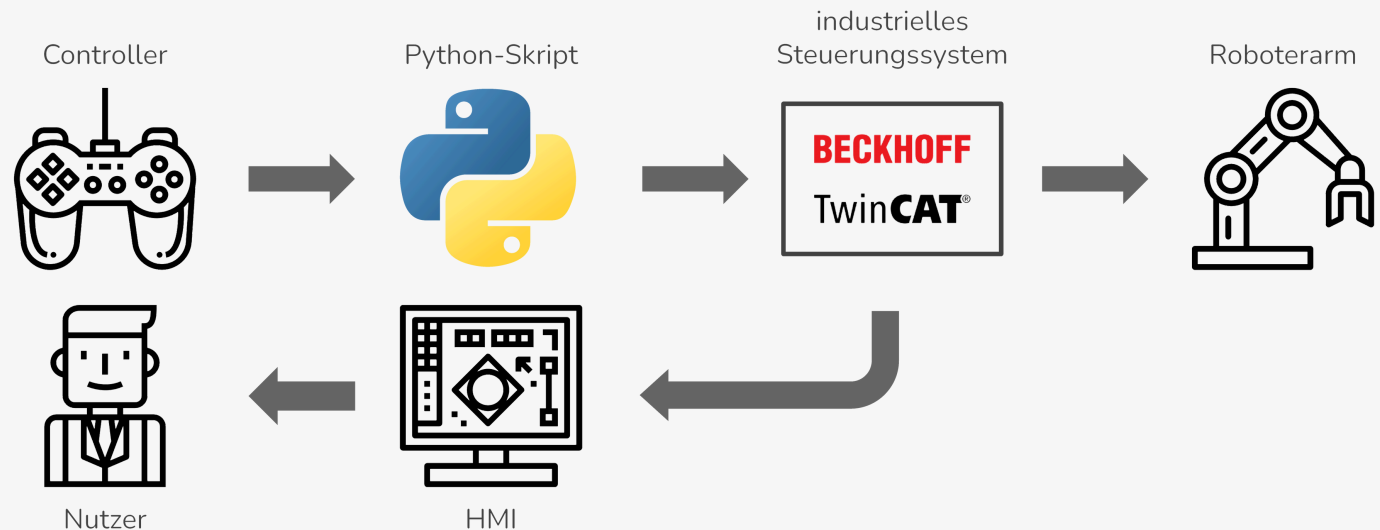 Controller
Python-Skript
industrielles
Steuerungssystem
Roboterarm
BECKHOFF
TwinCAT®
Nutzer
HMI